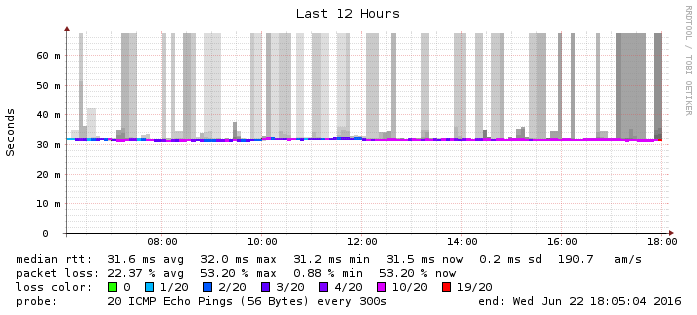 Last 12 Hours
RRDTOOL / TOBI OETIKER
Seconds
60 m
50 m
40 m
30 m
20 m
10 m
0
08:00 10:00 12:00 14:00 16:00 18:00
median rtt: 31.6 ms avg 32.0 ms max 31.2 ms min 31.5 ms now 0.2 ms sd 190.7 am/s
packet loss: 22.37 % avg 53.20 % max 0.88 % min 53.20 % now
loss color: 0 1/20 2/20 3/20 4/20 10/20 19/20
probe: 20 ICMP Echo Pings (56 Bytes) every 300s end: Wed Jun 22 18:05:04 2016